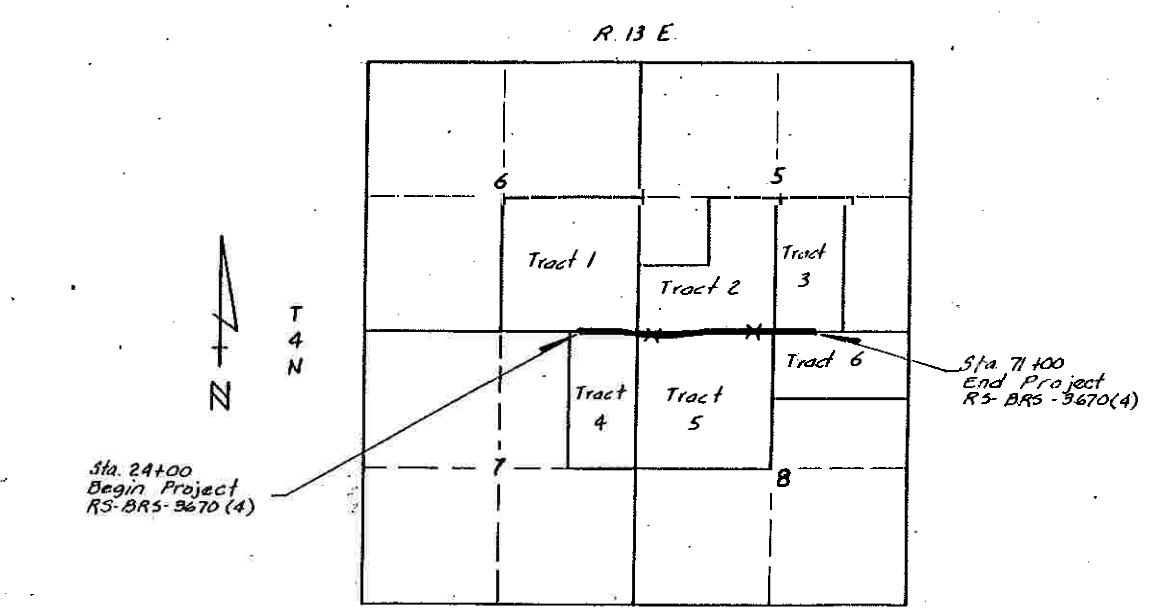 R. 13 E.
6
5
Tract 1
Tract 2
Tract
3
T
4
N
N
Tract 6
Sta. 71+00
End Project
RS-BRS-3670(4)
Tract
4
Tract
5
Sta. 24+00
Begin Project
RS-BRS-3670(4)
7
8